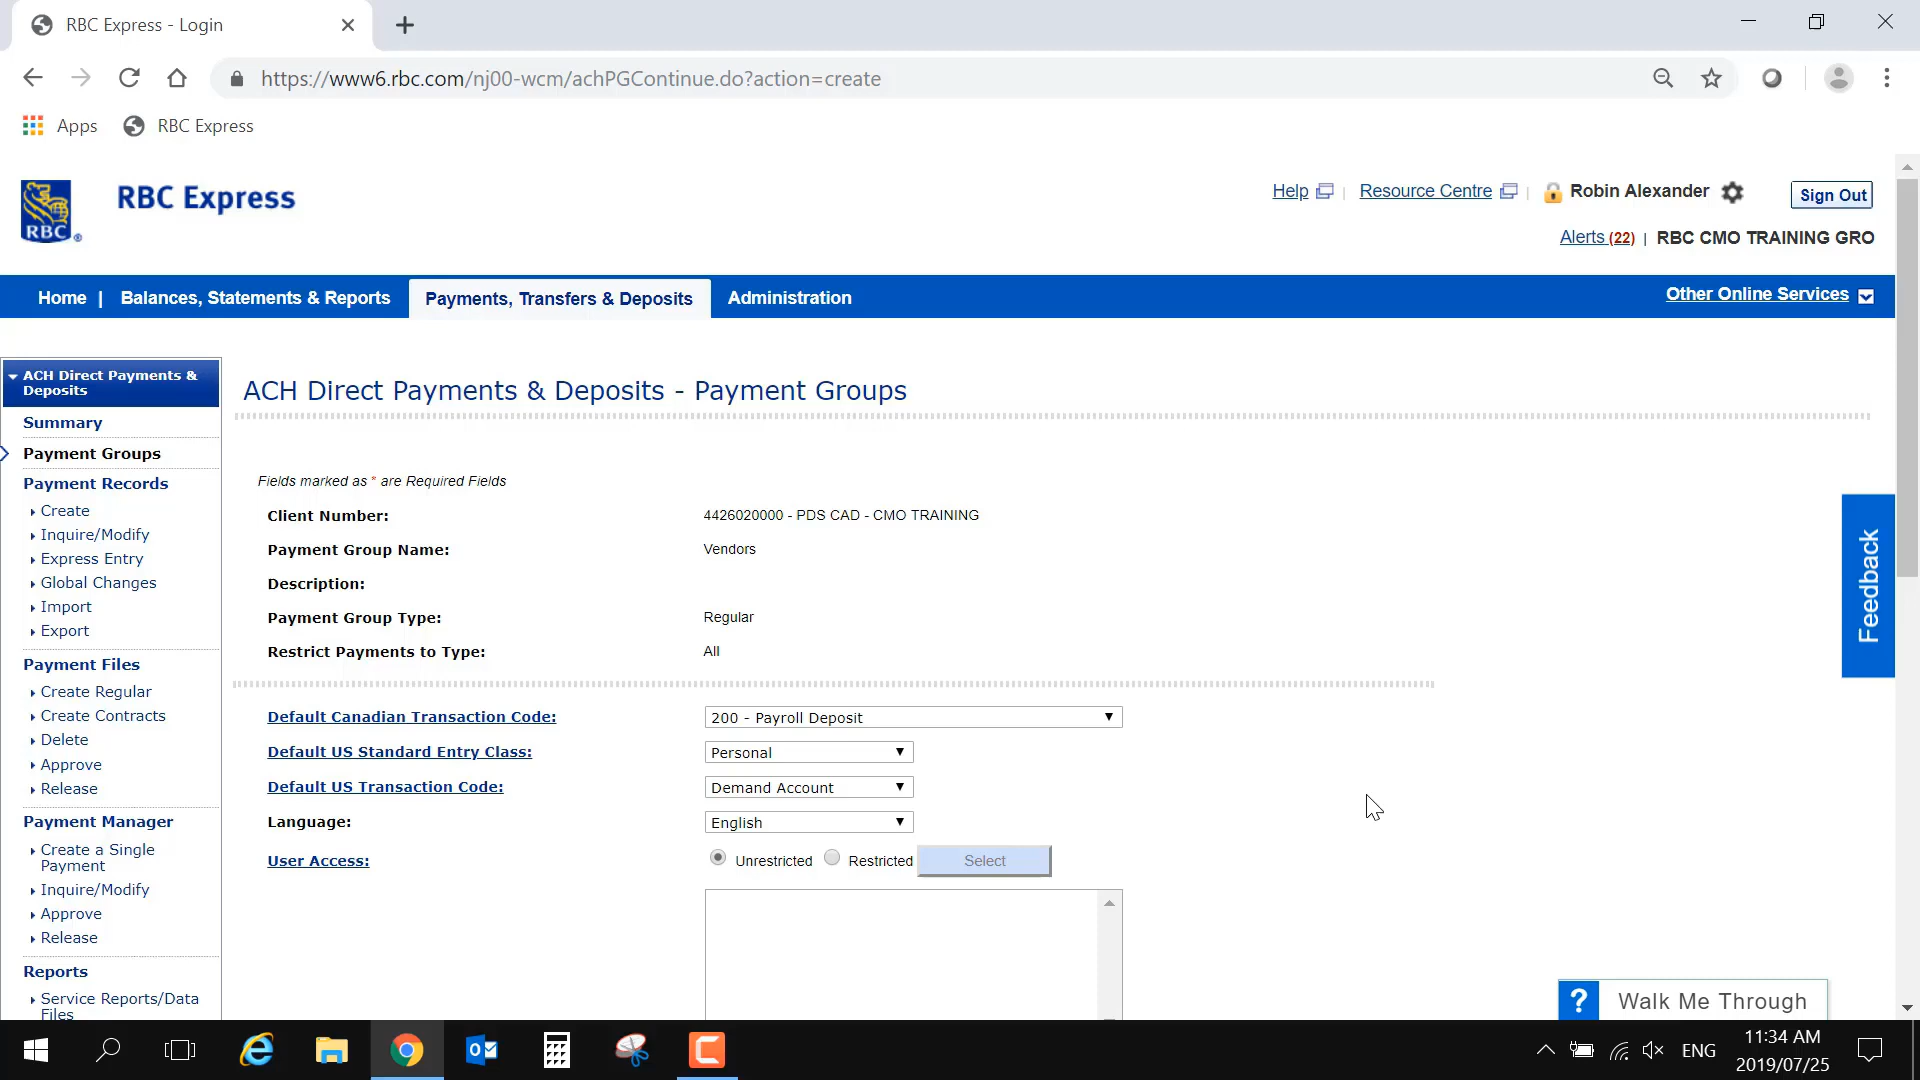 RBC Express - Login
https://www6.rbc.com/nj00-wcm/achPGContinue.do?action=create
Apps RBC Express
RBC
RBC Express
Help | Resource Centre | Robin Alexander Sign Out
Alerts (22) | RBC CMO TRAINING GRO
Home | Balances, Statements & Reports Payments, Transfers & Deposits Administration Other Online Services
ACH Direct Payments &
Deposits
Summary
Payment Groups
Payment Records
Create
Inquire/Modify
Express Entry
Global Changes
Import
Export
Payment Files
Create Regular
Create Contracts
Delete
Approve
Release
Payment Manager
Create a Single
Payment
Inquire/Modify
Approve
Release
Reports
Service Reports/Data
Files
ACH Direct Payments & Deposits - Payment Groups
Fields marked as * are Required Fields
Client Number: 4426020000 - PDS CAD - CMO TRAINING
Payment Group Name: Vendors
Description:
Payment Group Type: Regular
Restrict Payments to Type: All
Default Canadian Transaction Code: 200 - Payroll Deposit
Default US Standard Entry Class: Personal
Default US Transaction Code: Demand Account
Language: English
User Access: Unrestricted Restricted Select
Feedback
? Walk Me Through
ENG
11:34 AM
2019/07/25